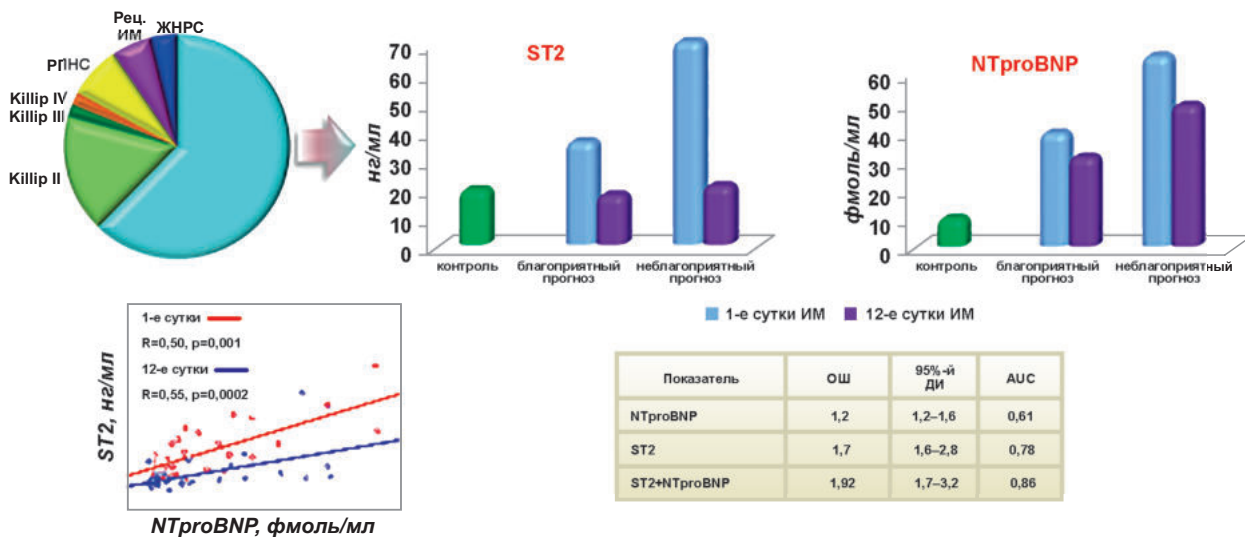 Рец.
ИМ
ЖНРС
РПНС
Killip IV
Killip III
Killip II
ST2
нг/мл
70
60
50
40
30
20
10
0
контроль
благоприятный
прогноз
неблагоприятный
прогноз
NTproBNP
фмоль/мл
60
50
40
30
20
10
0
контроль
благоприятный
прогноз
неблагоприятный
прогноз
1-е сутки ИМ
12-е сутки ИМ
1-е сутки
R=0,50, p=0,001
12-е сутки
R=0,55, p=0,0002
ST2, нг/мл
NTproBNP, фмоль/мл
Показатель ОШ 95%-й ДИ AUC
NTproBNP 1,2 1,2–1,6 0,61
ST2 1,7 1,6–2,8 0,78
ST2+NTproBNP 1,92 1,7–3,2 0,86